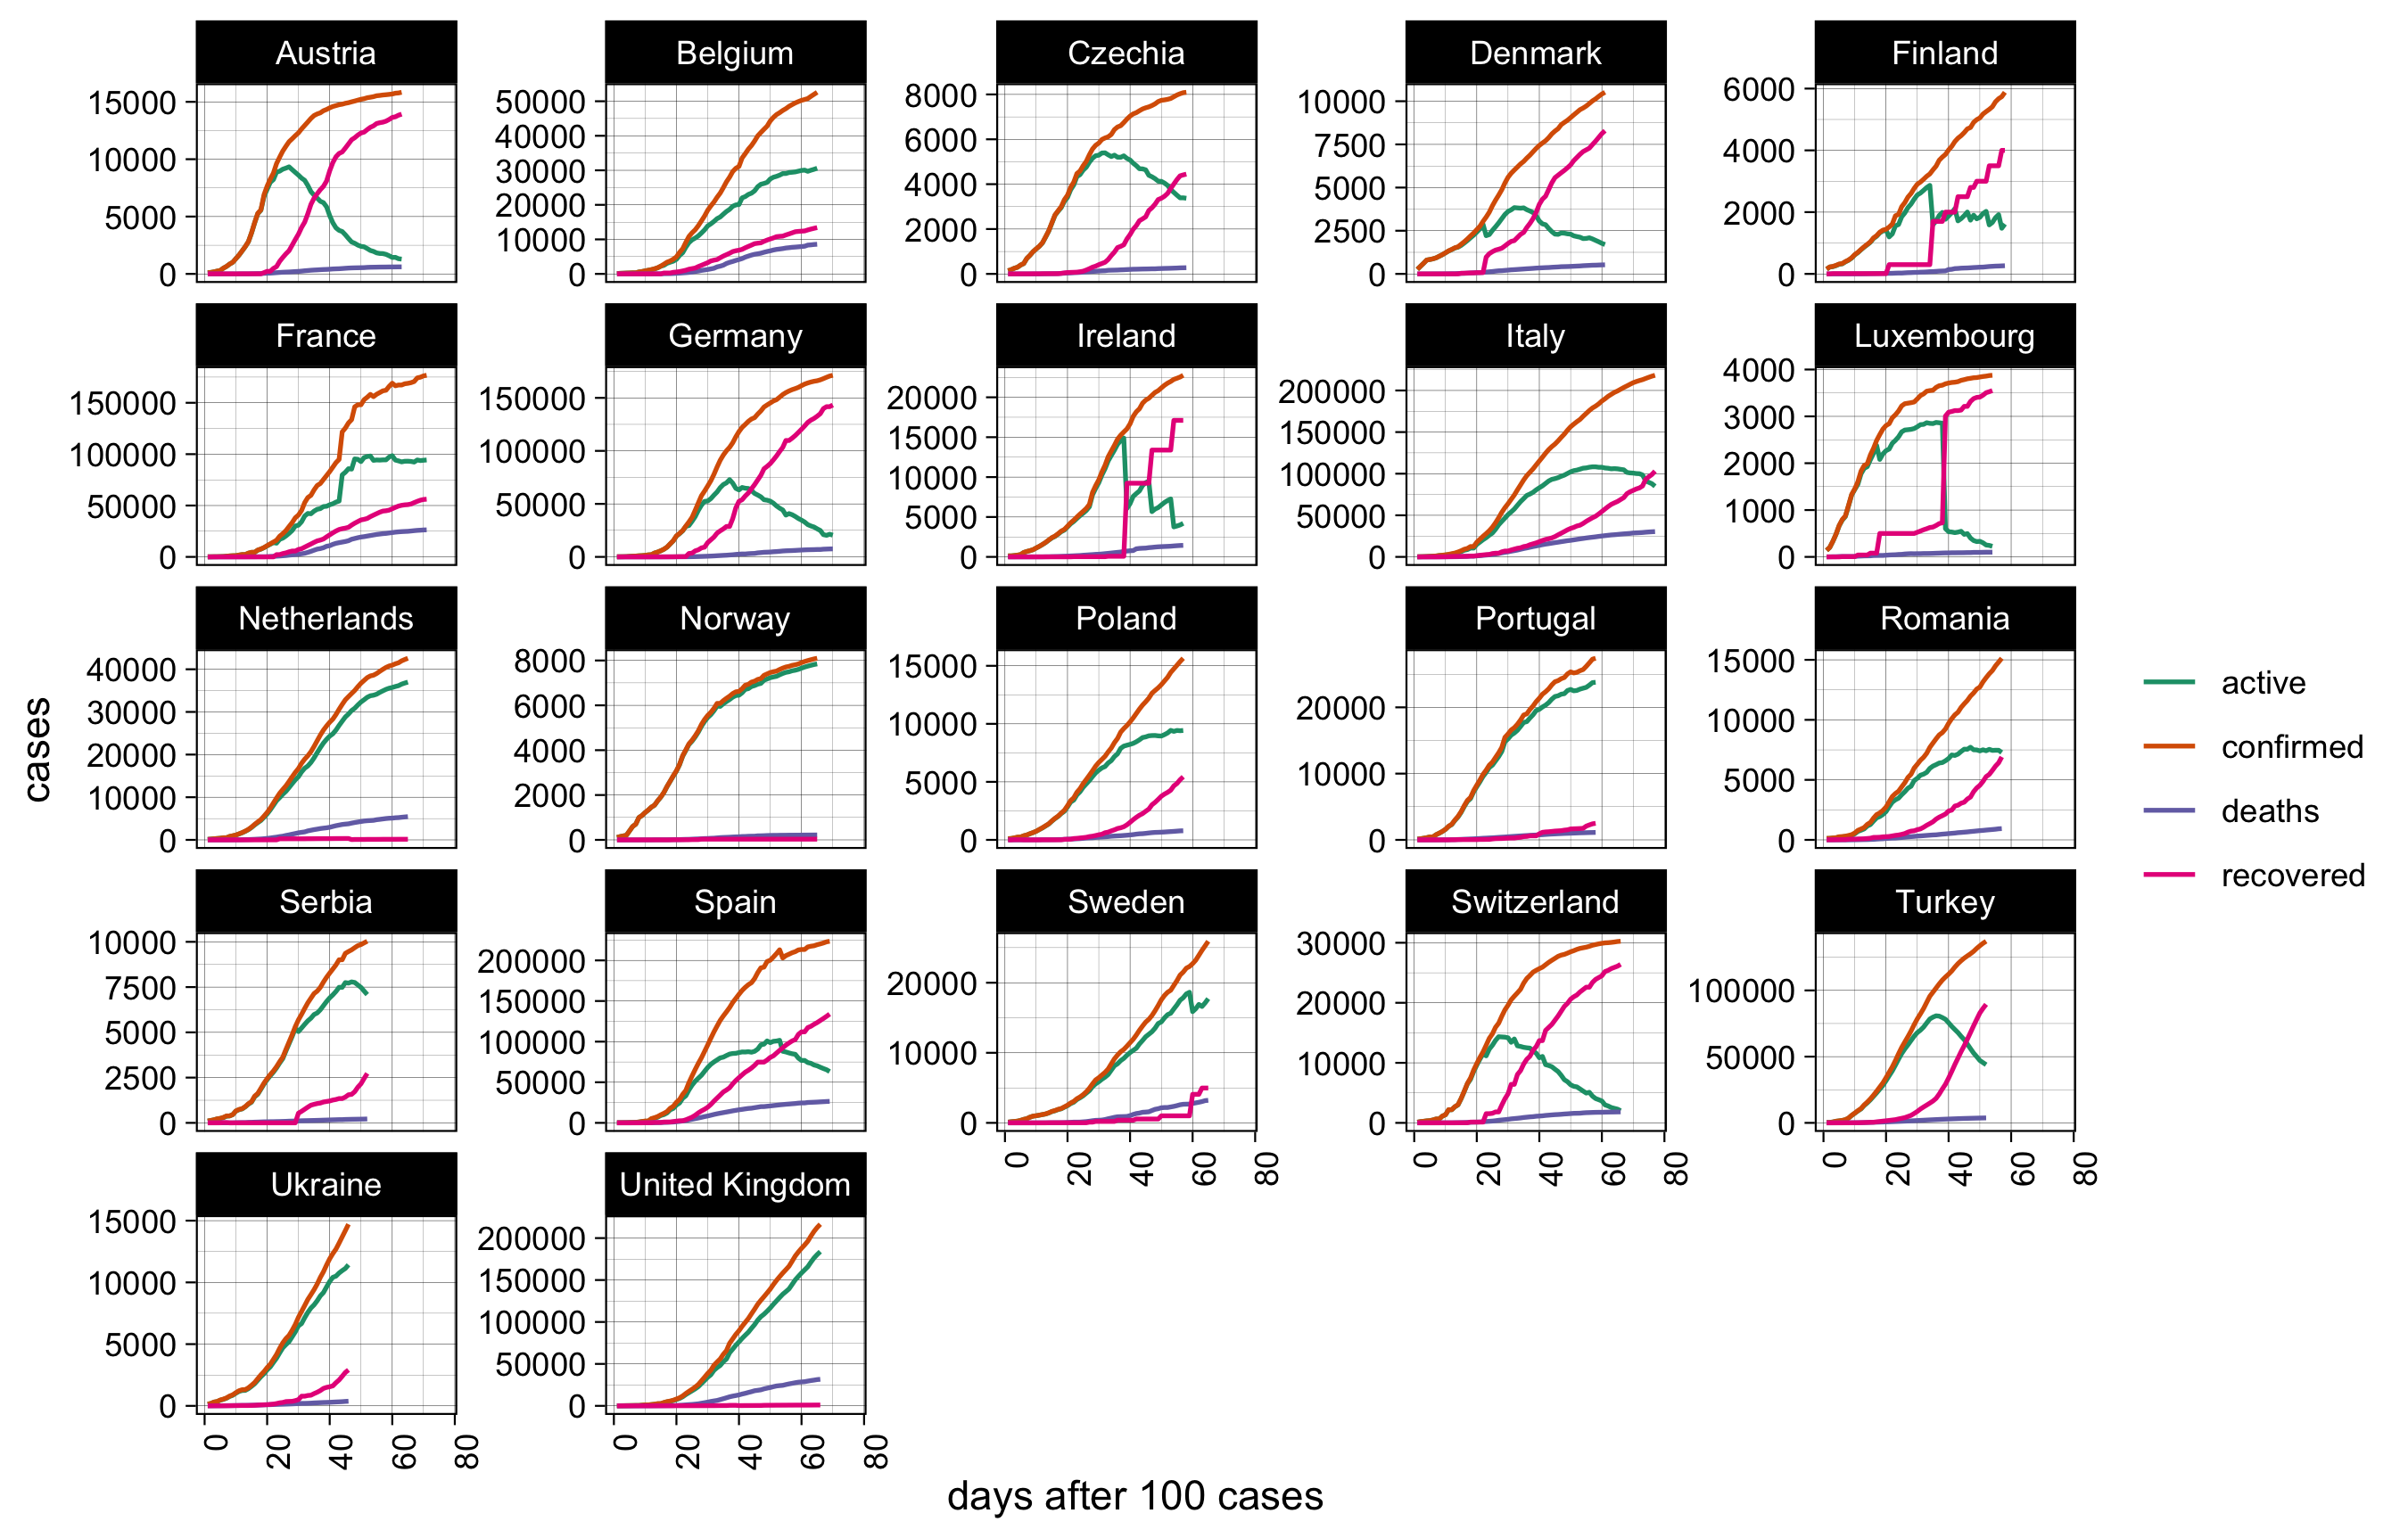 Austria
Belgium
Czechia
Denmark
Finland
15000
10000
5000
0
50000
40000
30000
20000
10000
0
8000
6000
4000
2000
0
10000
7500
5000
2500
0
6000
4000
2000
0
France
Germany
Ireland
Italy
Luxembourg
150000
100000
50000
0
150000
100000
50000
0
20000
15000
10000
5000
0
200000
150000
100000
50000
0
4000
3000
2000
1000
0
Netherlands
Norway
Poland
Portugal
Romania
40000
30000
20000
10000
0
8000
6000
4000
2000
0
15000
10000
5000
0
20000
10000
0
15000
10000
5000
0
Serbia
Spain
Sweden
Switzerland
Turkey
10000
7500
5000
2500
0
200000
150000
100000
50000
0
20000
10000
0
30000
20000
10000
0
100000
50000
0
0 20 40 60 80
0 20 40 60 80
0 20 40 60 80
Ukraine
United Kingdom
15000
10000
5000
0
200000
150000
100000
50000
0
0 20 40 60 80
0 20 40 60 80
days after 100 cases
cases
active
confirmed
deaths
recovered